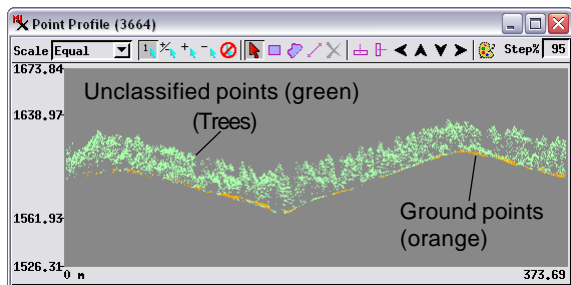 Point Profile (3664)
Scale Equal Step% 95
1673.84
Unclassified points (green)
1638.97
(Trees)
1561.93
Ground points
(orange)
1526.31
0 m 373.69